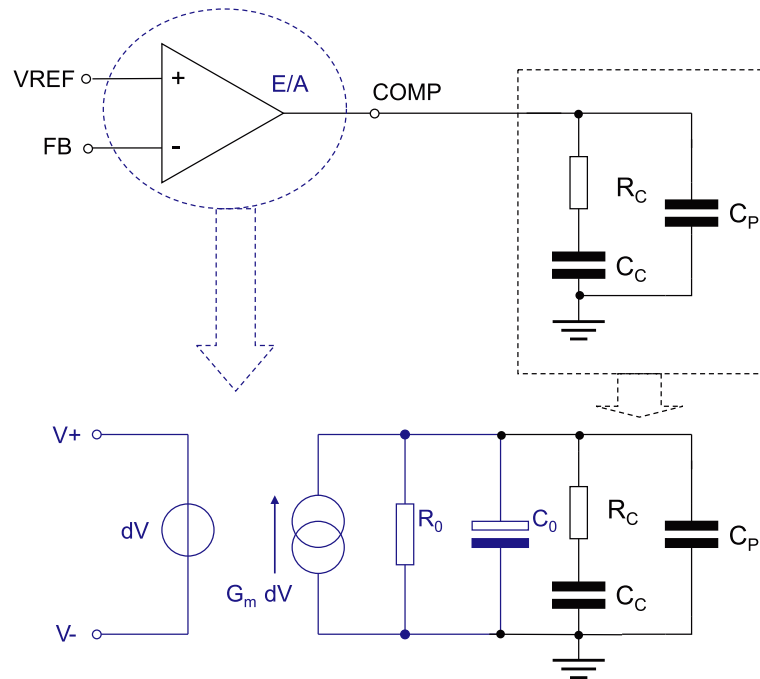 VREF
+
E/A
COMP
FB
-
R_C
C_P
C_C
V+
dV
V-
G_m dV
R_0
C_0
R_C
C_P
C_C